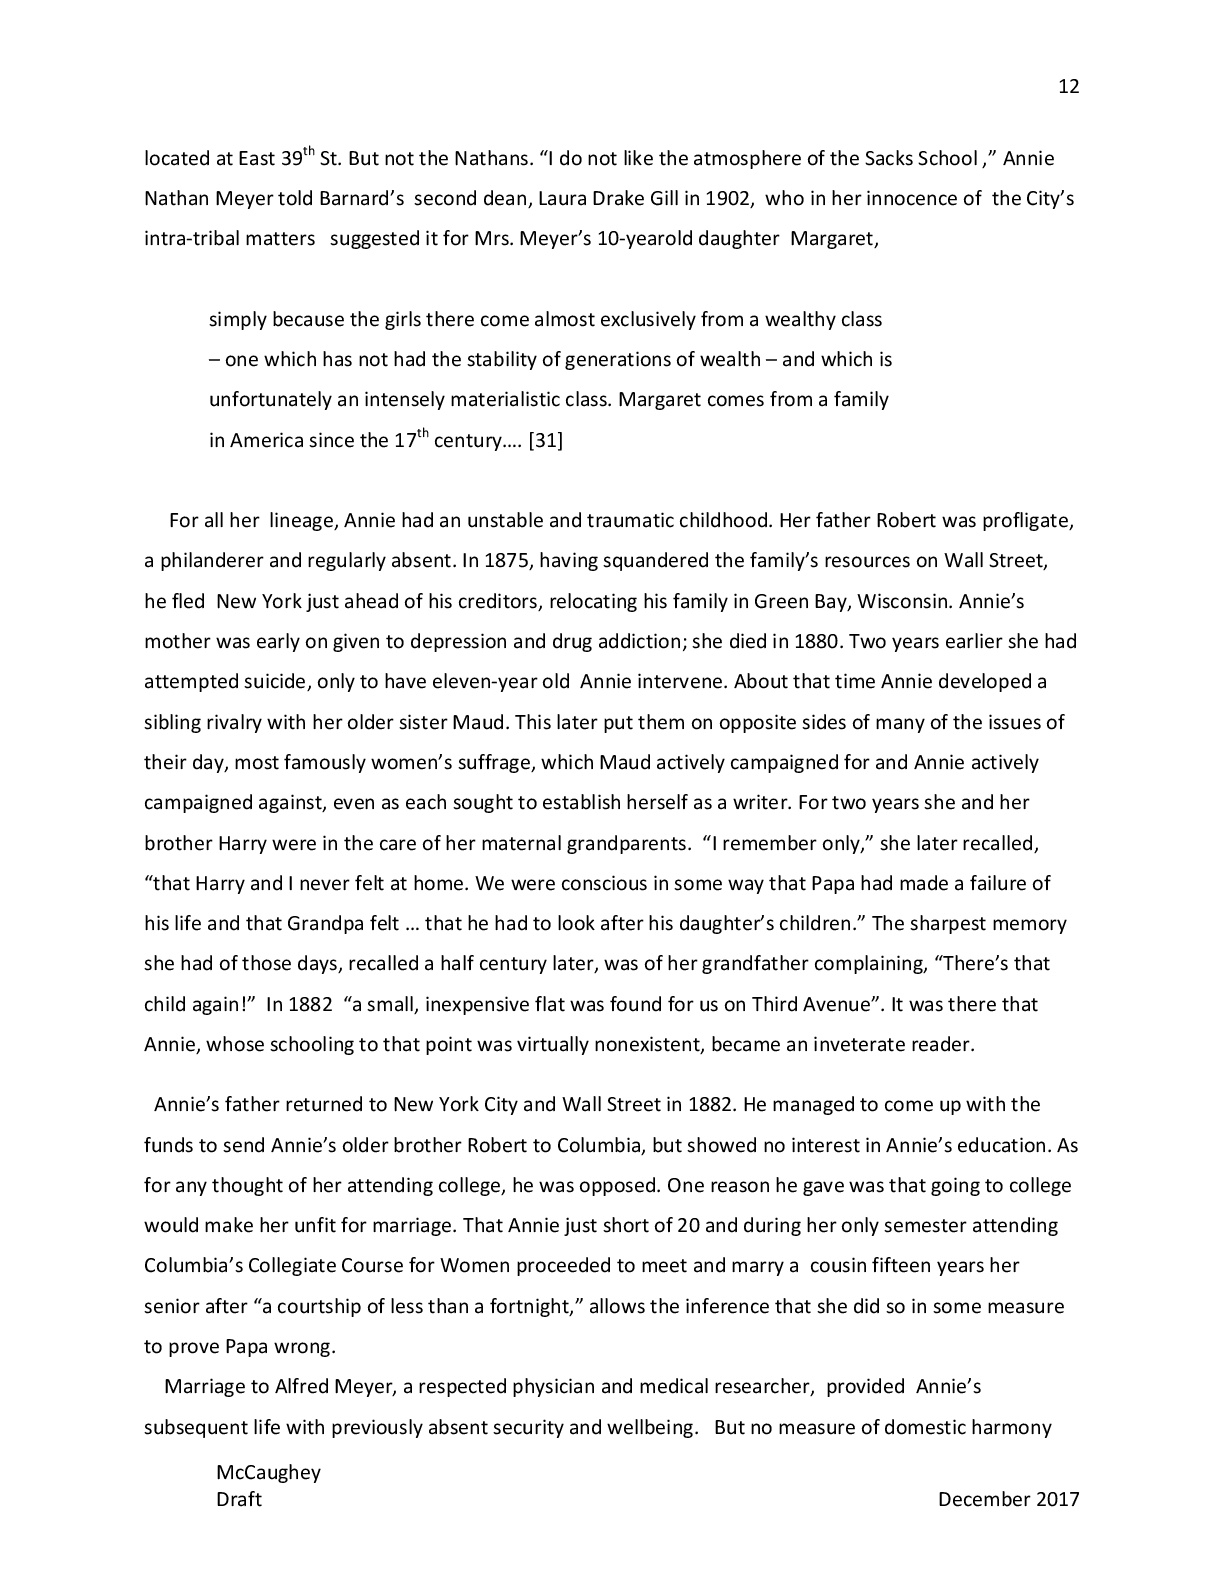 12
located at East 39th St. But not the Nathans. “I do not like the atmosphere of the Sacks School ,” Annie
Nathan Meyer told Barnard’s second dean, Laura Drake Gill in 1902, who in her innocence of the City’s
intra-tribal matters suggested it for Mrs. Meyer’s 10-yearold daughter Margaret,
simply because the girls there come almost exclusively from a wealthy class
– one which has not had the stability of generations of wealth – and which is
unfortunately an intensely materialistic class. Margaret comes from a family
in America since the 17th century…. [31]
For all her lineage, Annie had an unstable and traumatic childhood. Her father Robert was profligate,
a philanderer and regularly absent. In 1875, having squandered the family’s resources on Wall Street,
he fled New York just ahead of his creditors, relocating his family in Green Bay, Wisconsin. Annie’s
mother was early on given to depression and drug addiction; she died in 1880. Two years earlier she had
attempted suicide, only to have eleven-year old Annie intervene. About that time Annie developed a
sibling rivalry with her older sister Maud. This later put them on opposite sides of many of the issues of
their day, most famously women’s suffrage, which Maud actively campaigned for and Annie actively
campaigned against, even as each sought to establish herself as a writer. For two years she and her
brother Harry were in the care of her maternal grandparents. “I remember only,” she later recalled,
“that Harry and I never felt at home. We were conscious in some way that Papa had made a failure of
his life and that Grandpa felt … that he had to look after his daughter’s children.” The sharpest memory
she had of those days, recalled a half century later, was of her grandfather complaining, “There’s that
child again!” In 1882 “a small, inexpensive flat was found for us on Third Avenue”. It was there that
Annie, whose schooling to that point was virtually nonexistent, became an inveterate reader.
Annie’s father returned to New York City and Wall Street in 1882. He managed to come up with the
funds to send Annie’s older brother Robert to Columbia, but showed no interest in Annie’s education. As
for any thought of her attending college, he was opposed. One reason he gave was that going to college
would make her unfit for marriage. That Annie just short of 20 and during her only semester attending
Columbia’s Collegiate Course for Women proceeded to meet and marry a cousin fifteen years her
senior after “a courtship of less than a fortnight,” allows the inference that she did so in some measure
to prove Papa wrong.
Marriage to Alfred Meyer, a respected physician and medical researcher, provided Annie’s
subsequent life with previously absent security and wellbeing. But no measure of domestic harmony
McCaughey
Draft December 2017